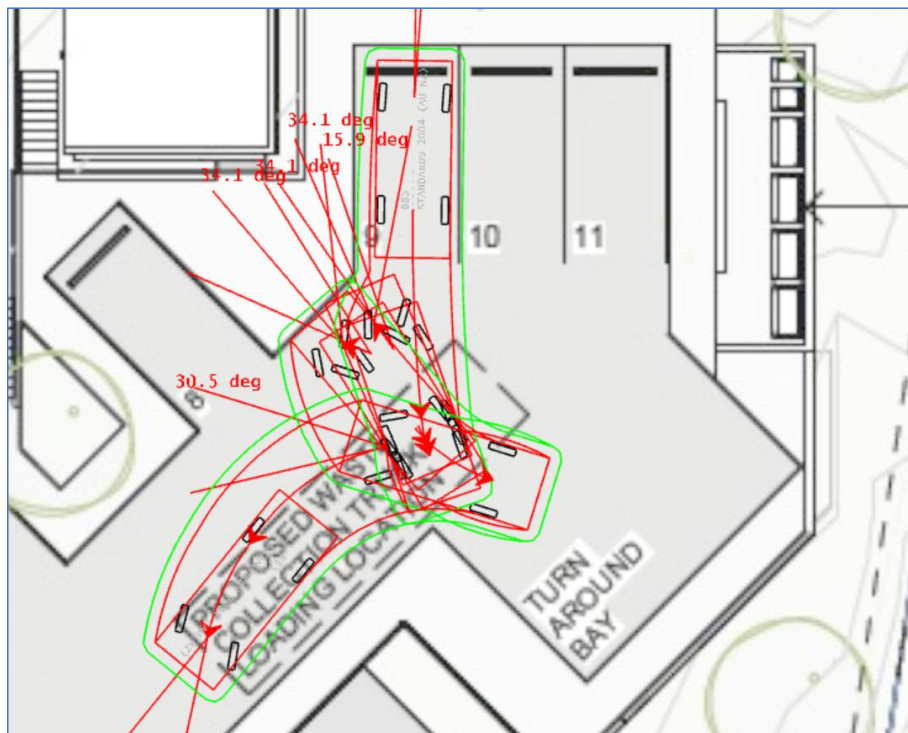 34.1 deg
15.9 deg
34.1 deg
34.1 deg
9
10
11
30.5 deg
8
PROPOSED WASTE
COLLECTION TRUCK
LOADING LOCATION
TURN
AROUND
BAY